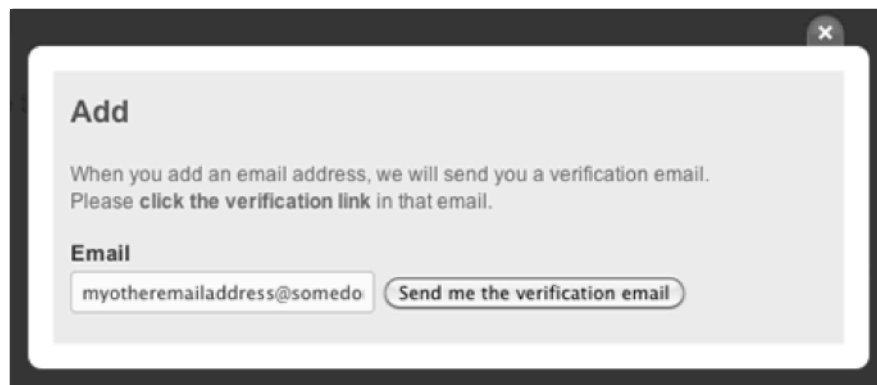 Add
When you add an email address, we will send you a verification email.
Please click the verification link in that email.
Email
myotheremailaddress@somedo
Send me the verification email